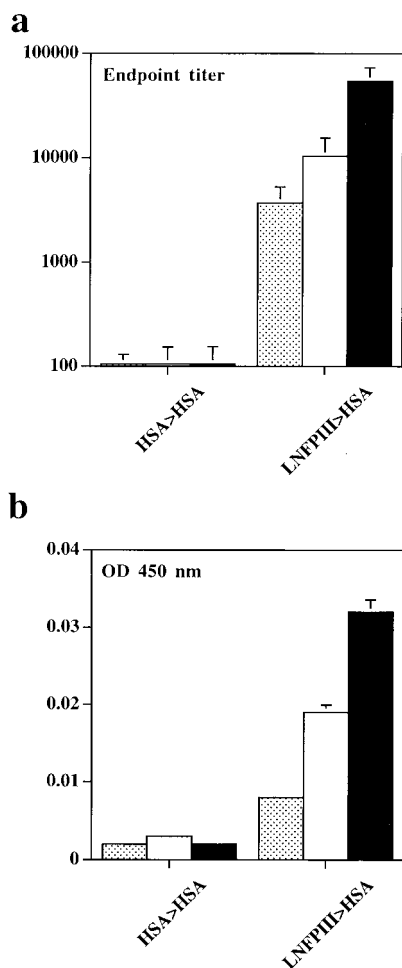 a
100000
Endpoint titer
10000
1000
100
HSA>HSA
LNFPIII>HSA
b
0.04
OD 450 nm
0.03
0.02
0.01
0
HSA>HSA
LNFPIII>HSA